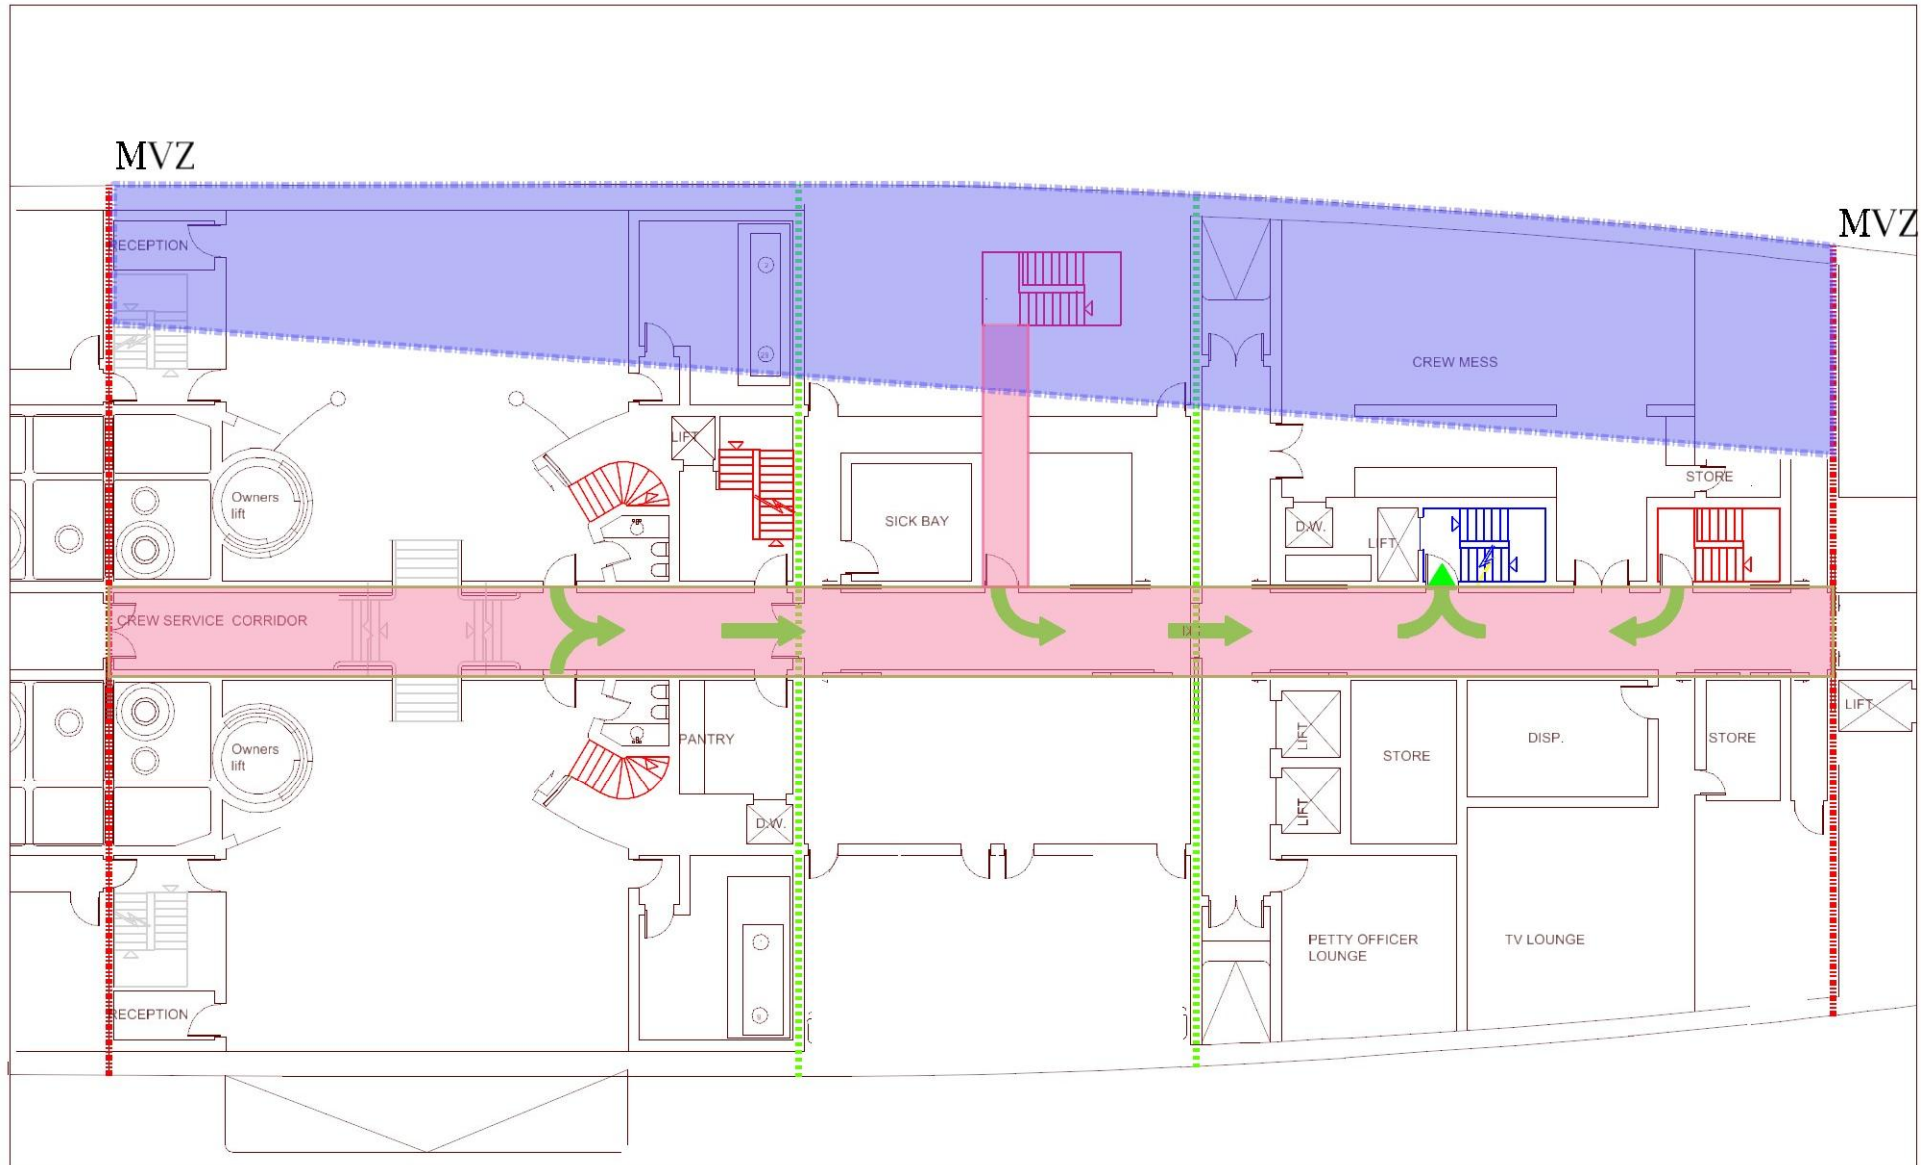 MVZ
MVZ
RECEPTION
CREW MESS
LIFT
STORE
Owners
lift
SICK BAY
D.W.
LIFT
CREW SERVICE CORRIDOR
LIFT
PANTRY
LIFT
DISP.
STORE
Owners
lift
STORE
LIFT
D.W.
PETTY OFFICER
LOUNGE
TV LOUNGE
RECEPTION